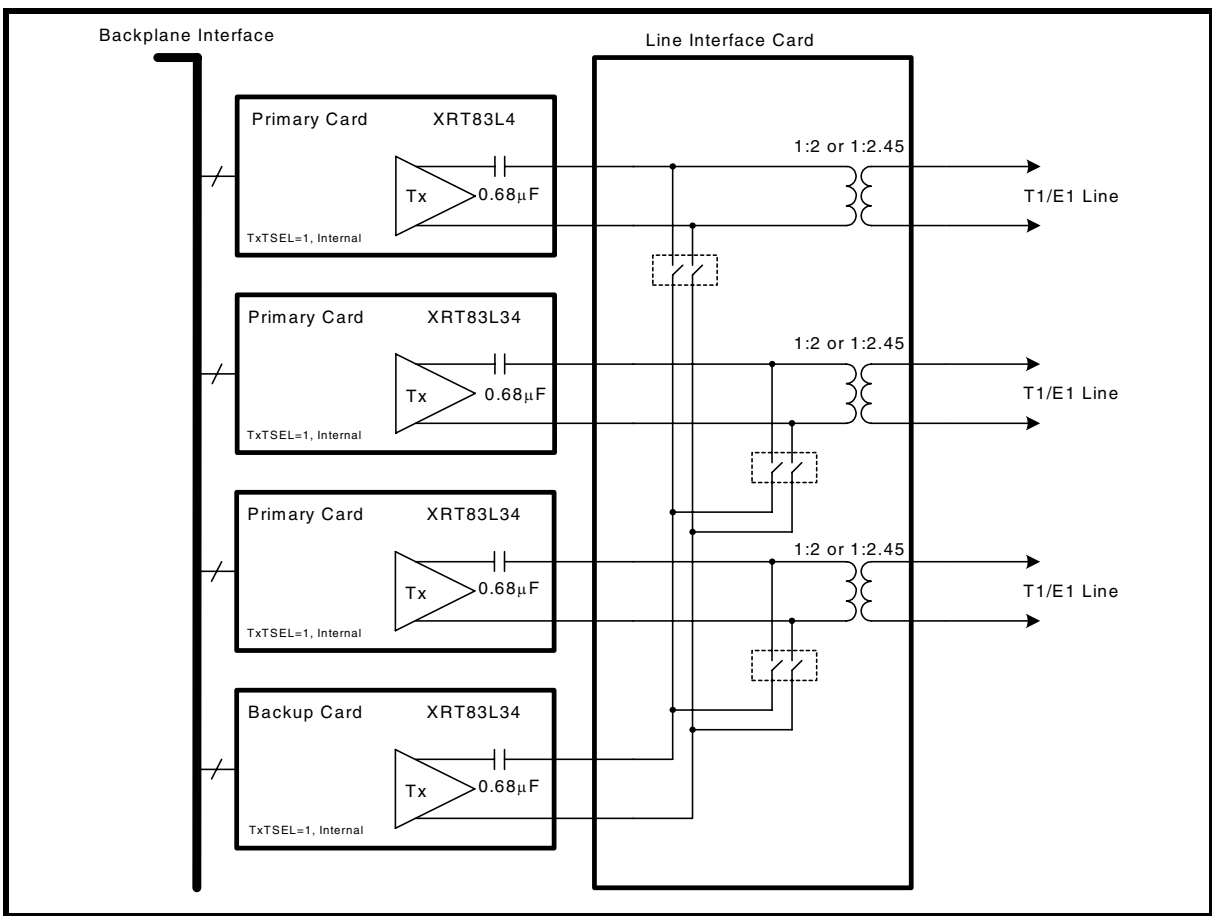 Backplane Interface
Line Interface Card
Primary Card XRT83L4
1:2 or 1:2.45
Tx 0.68μF
T1/E1 Line
TxTSEL=1, Internal
Primary Card XRT83L34
1:2 or 1:2.45
Tx 0.68μF
T1/E1 Line
TxTSEL=1, Internal
Primary Card XRT83L34
1:2 or 1:2.45
Tx 0.68μF
T1/E1 Line
TxTSEL=1, Internal
Backup Card XRT83L34
Tx 0.68μF
TxTSEL=1, Internal